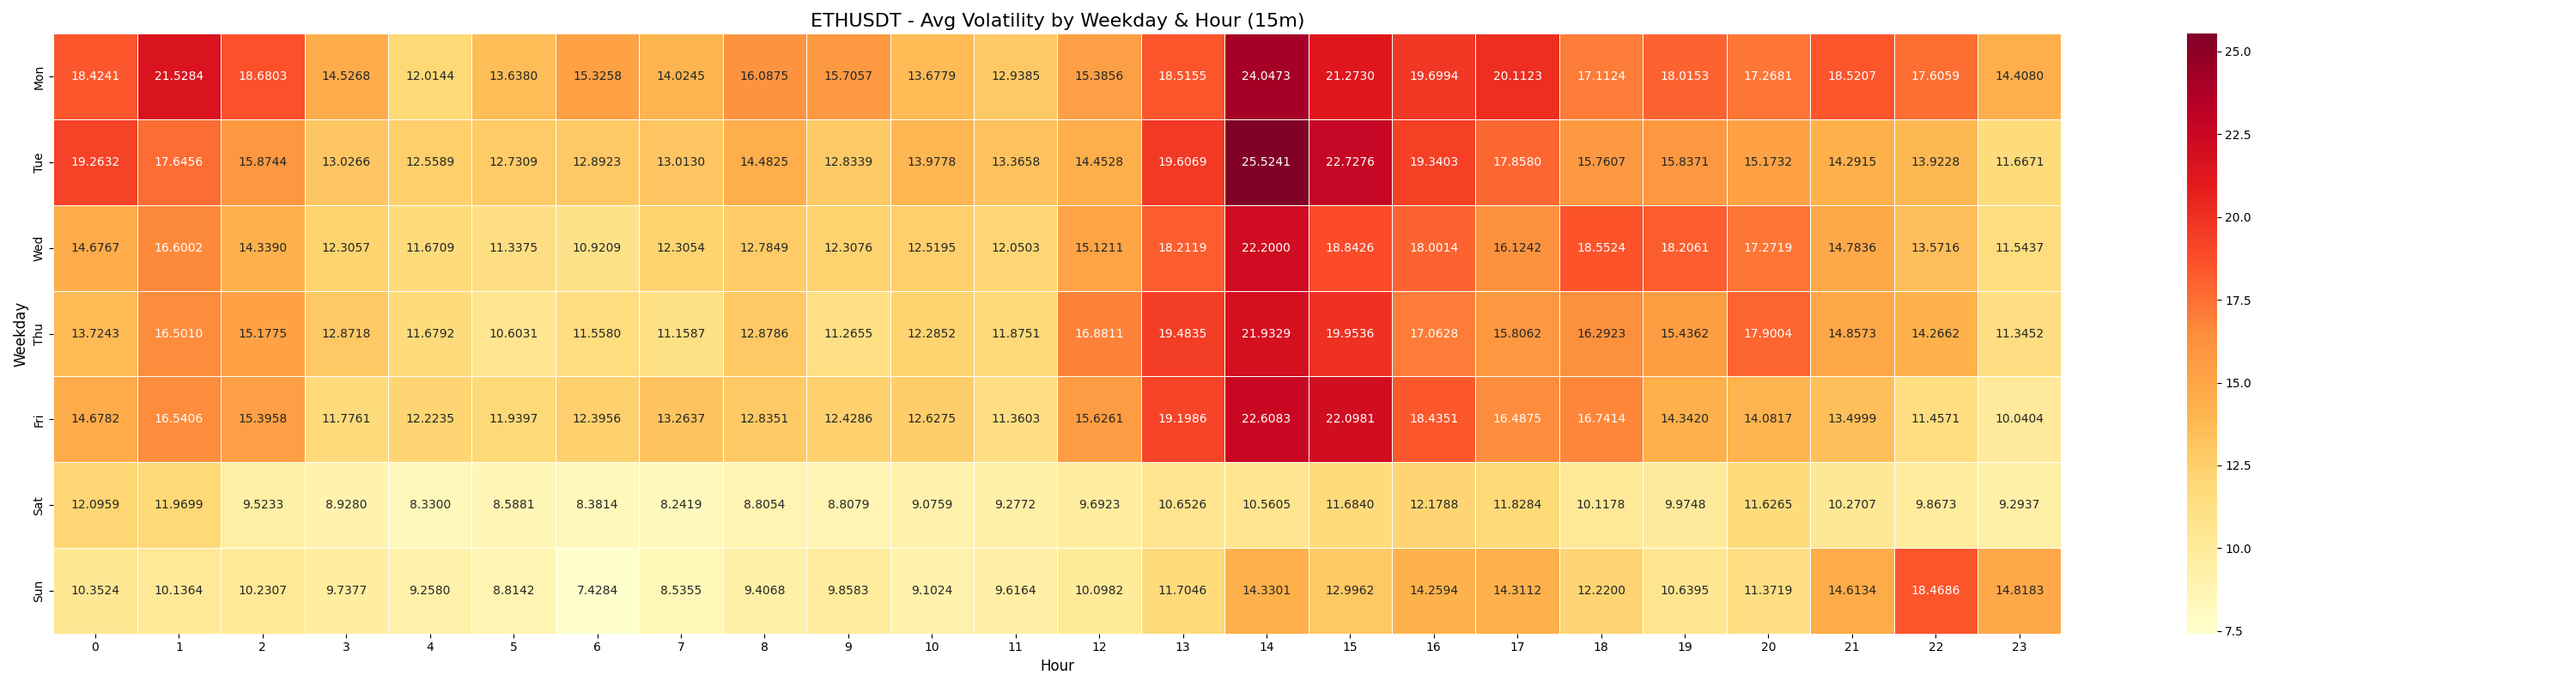 ETHUSDT - Avg Volatility by Weekday & Hour (15m)
Weekday
Mon 18.4241 21.5284 18.6803 14.5268 12.0144 13.6380 15.3258 14.0245 16.0875 15.7057 13.6779 12.9385 15.3856 18.5155 24.0473 21.2730 19.6994 20.1123 17.1124 18.0153 17.2681 18.5207 17.6059 14.4080
Tue 19.2632 17.6456 15.8744 13.0266 12.5589 12.7309 12.8923 13.0130 14.4825 12.8339 13.9778 13.3658 14.4528 19.6069 25.5241 22.7276 19.3403 17.8580 15.7607 15.8371 15.1732 14.2915 13.9228 11.6671
Wed 14.6767 16.6002 14.3390 12.3057 11.6709 11.3375 10.9209 12.3054 12.7849 12.3076 12.5195 12.0503 15.1211 18.2119 22.2000 18.8426 18.0014 16.1242 18.5524 18.2061 17.2719 14.7836 13.5716 11.5437
Thu 13.7243 16.5010 15.1775 12.8718 11.6792 10.6031 11.5580 11.1587 12.8786 11.2655 12.2852 11.8751 16.8811 19.4835 21.9329 19.9536 17.0628 15.8062 16.2923 15.4362 17.9004 14.8573 14.2662 11.3452
Fri 14.6782 16.5406 15.3958 11.7761 12.2235 11.9397 12.3956 13.2637 12.8351 12.4286 12.6275 11.3603 15.6261 19.1986 22.6083 22.0981 18.4351 16.4875 16.7414 14.3420 14.0817 13.4999 11.4571 10.0404
Sat 12.0959 11.9699 9.5233 8.9280 8.3300 8.5881 8.3814 8.2419 8.8054 8.8079 9.0759 9.2772 9.6923 10.6526 10.5605 11.6840 12.1788 11.8284 10.1178 9.9748 11.6265 10.2707 9.8673 9.2937
Sun 10.3524 10.1364 10.2307 9.7377 9.2580 8.8142 7.4284 8.5355 9.4068 9.8583 9.1024 9.6164 10.0982 11.7046 14.3301 12.9962 14.2594 14.3112 12.2200 10.6395 11.3719 14.6134 18.4686 14.8183
0 1 2 3 4 5 6 7 8 9 10 11 12 13 14 15 16 17 18 19 20 21 22 23
Hour
25.0
22.5
20.0
17.5
15.0
12.5
10.0
7.5